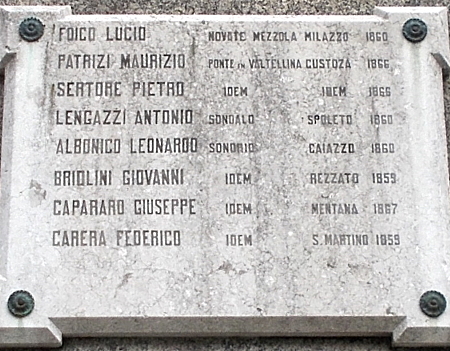 FOICO LUCIO NOVATE MEZZOLA MILAZZO 1860
PATRIZI MAURIZIO PONTE IN VALTELLINA CUSTOZA 1866
SERTORE PIETRO IDEM IDEM 1866
LENGAZZI ANTONIO SONDALO SPOLETO 1860
ALBONICO LEONARDO SONDRIO CAIAZZO 1860
BRIOLINI GIOVANNI IDEM REZZATO 1859
CAPARARO GIUSEPPE IDEM MENTANA 1867
CARERA FEDERICO IDEM S. MARTINO 1859